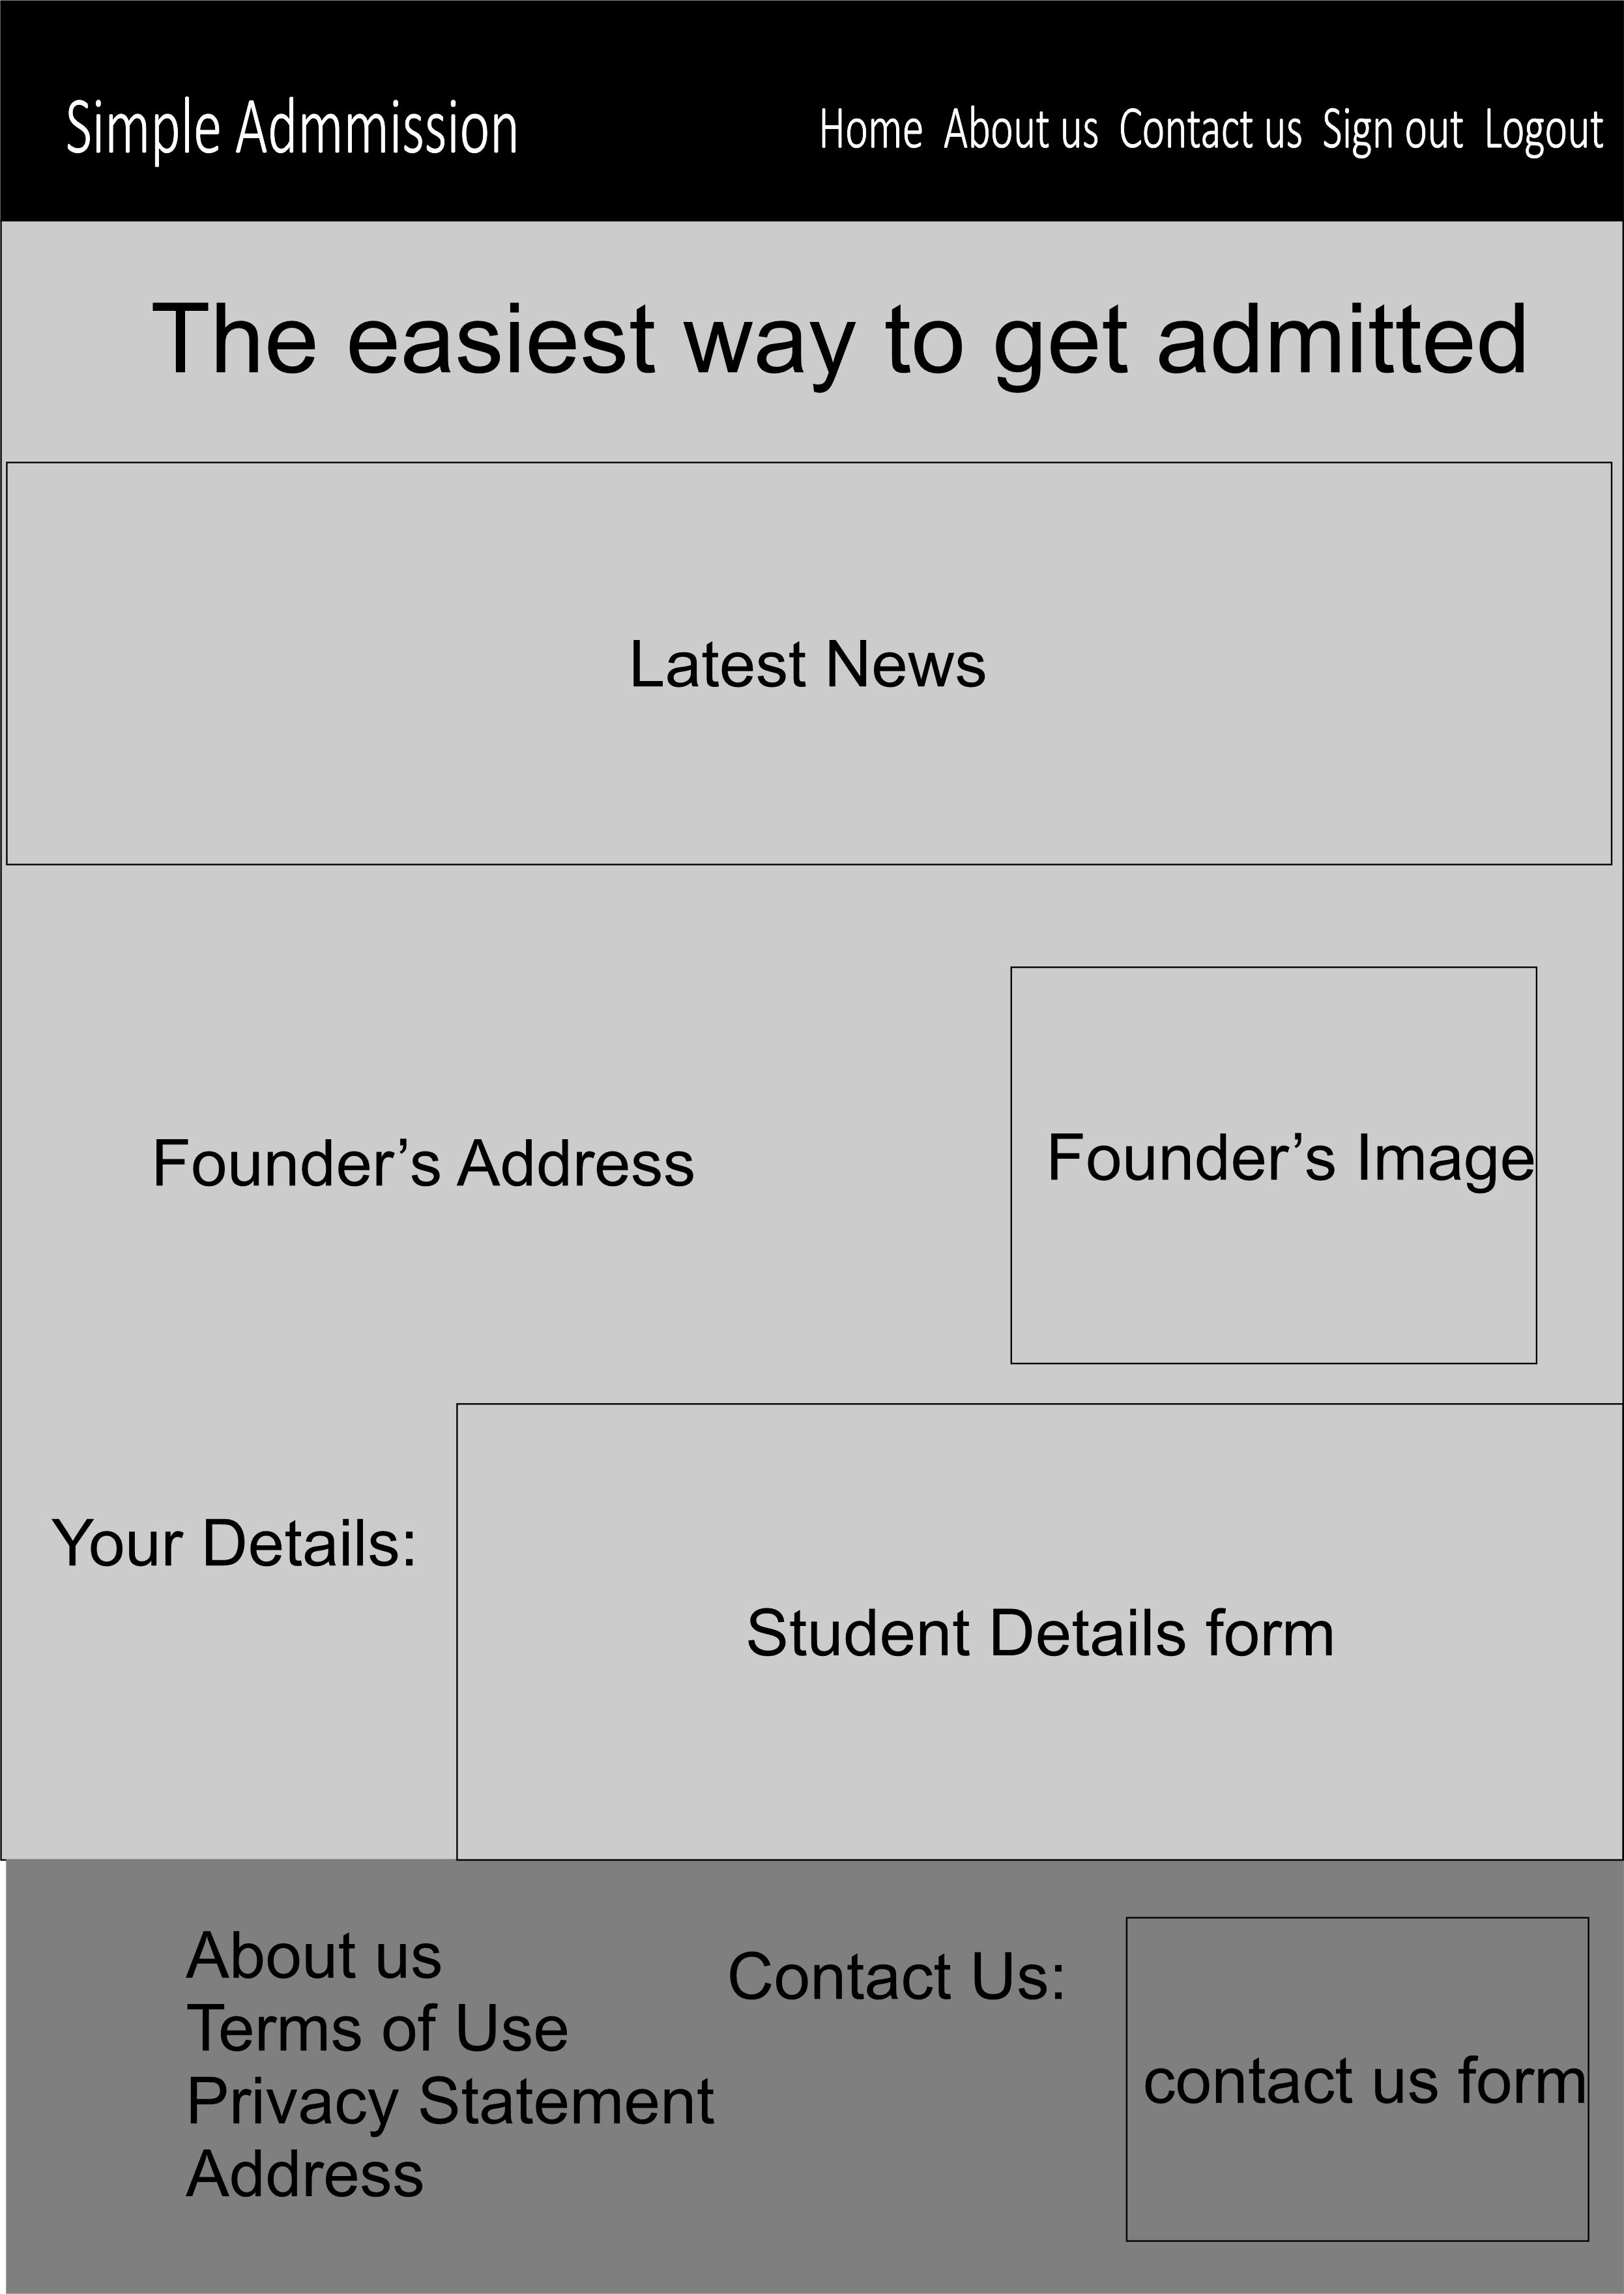 Simple Admmission
Home About us Contact us Sign out Logout
The easiest way to get admitted
Latest News
Founder’s Address
Founder’s Image
Your Details:
Student Details form
About us
Terms of Use
Privacy Statement
Address
Contact Us:
contact us form